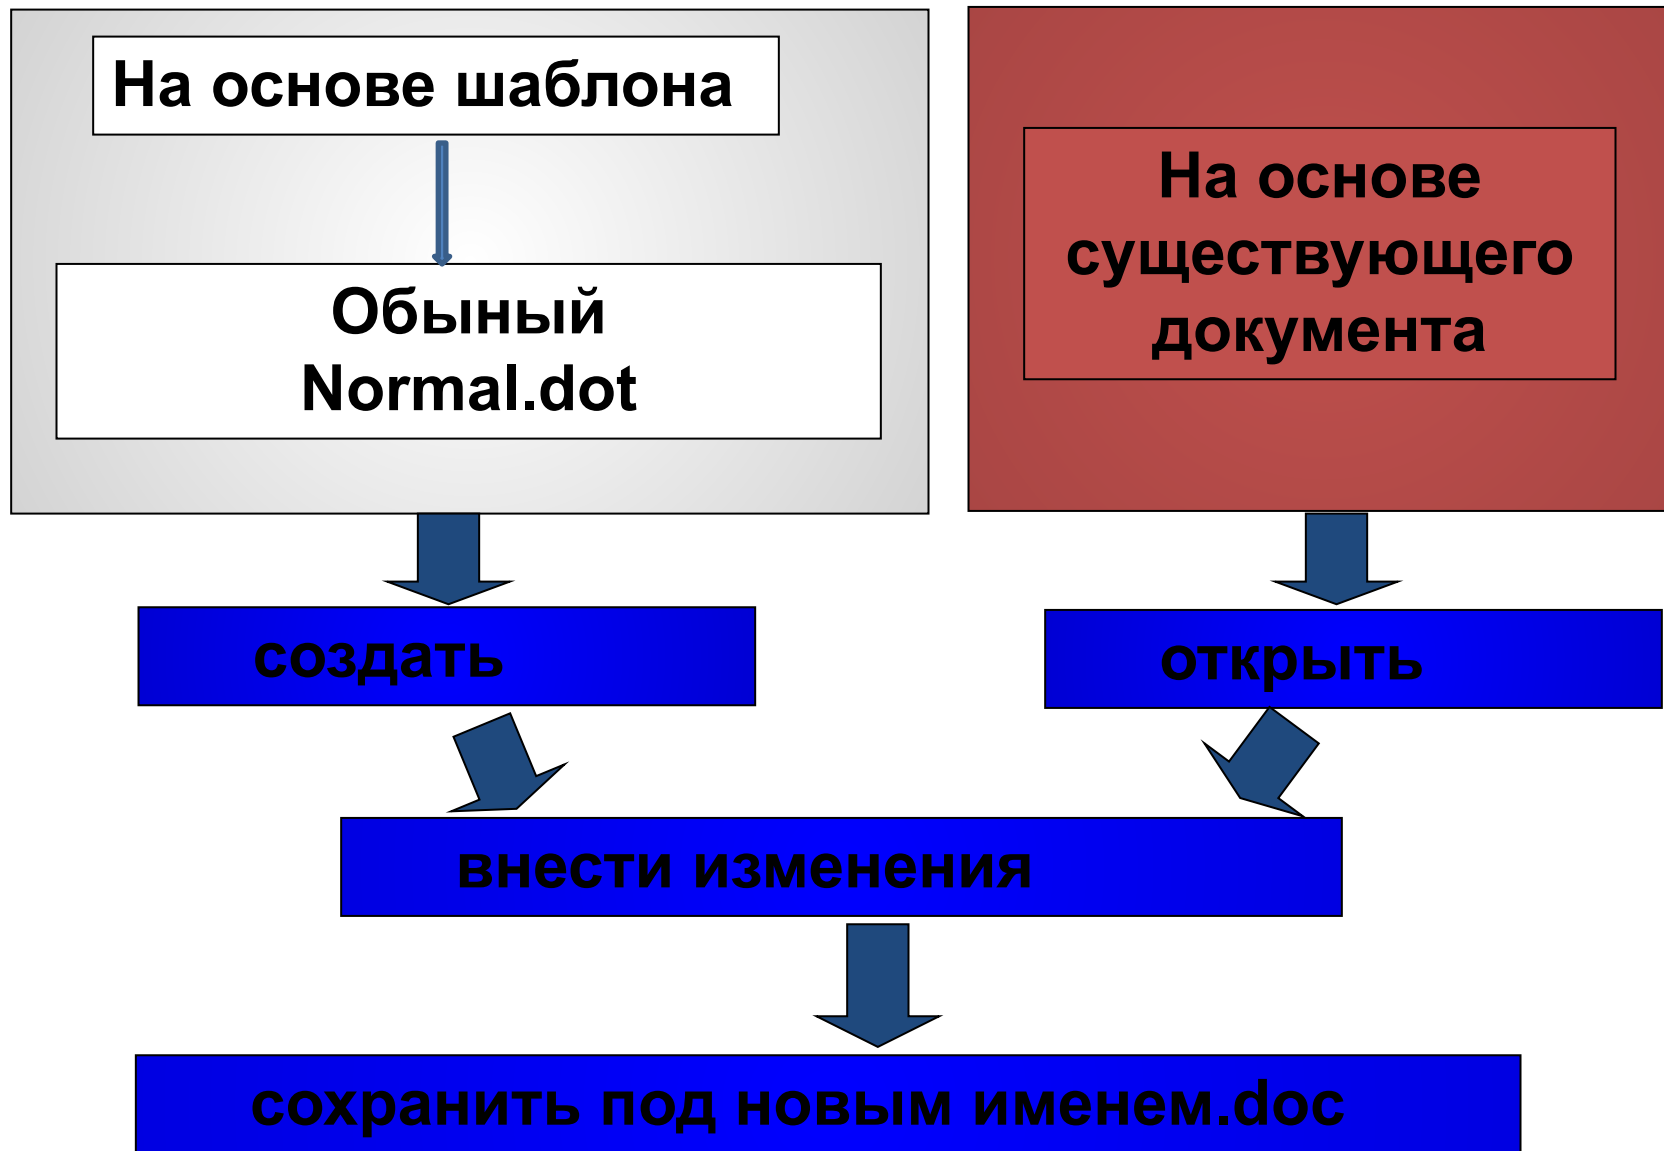 На основе шаблона
Обыный
Normal.dot
На основе
существующего
документа
создать
открыть
внести изменения
сохранить под новым именем.doc